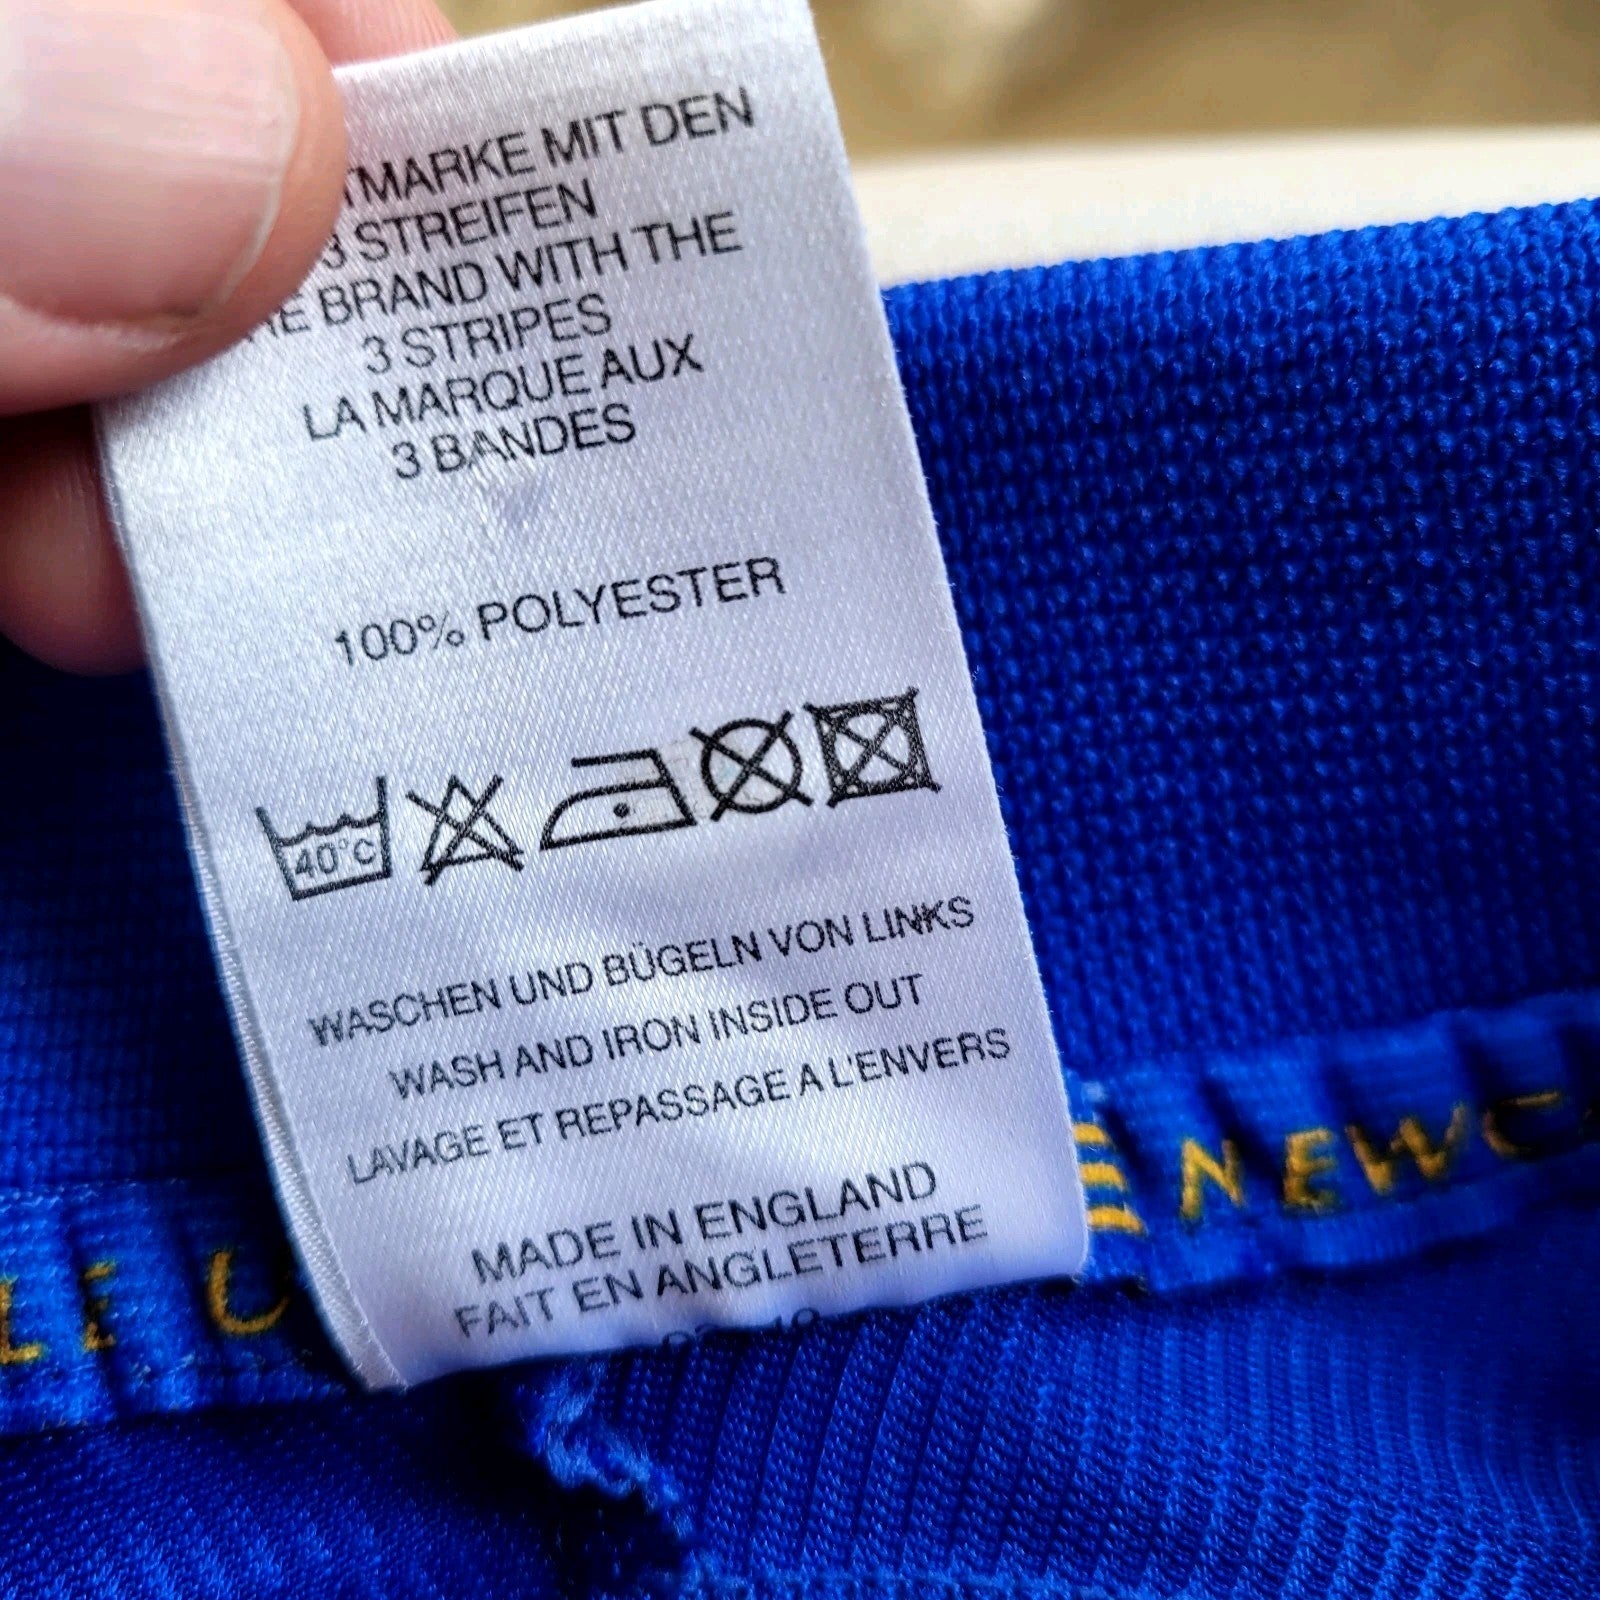 MARKE MIT DEN
3 STREIFEN
BRAND WITH THE
3 STRIPES
LA MARQUE AUX
3 BANDES
100% POLYESTER
40°C
WASCHEN UND BÜGELN VON LINKS
WASH AND IRON INSIDE OUT
LAVAGE ET REPASSAGE A L'ENVERS
MADE IN ENGLAND
FAIT EN ANGLETERRE
NEWC